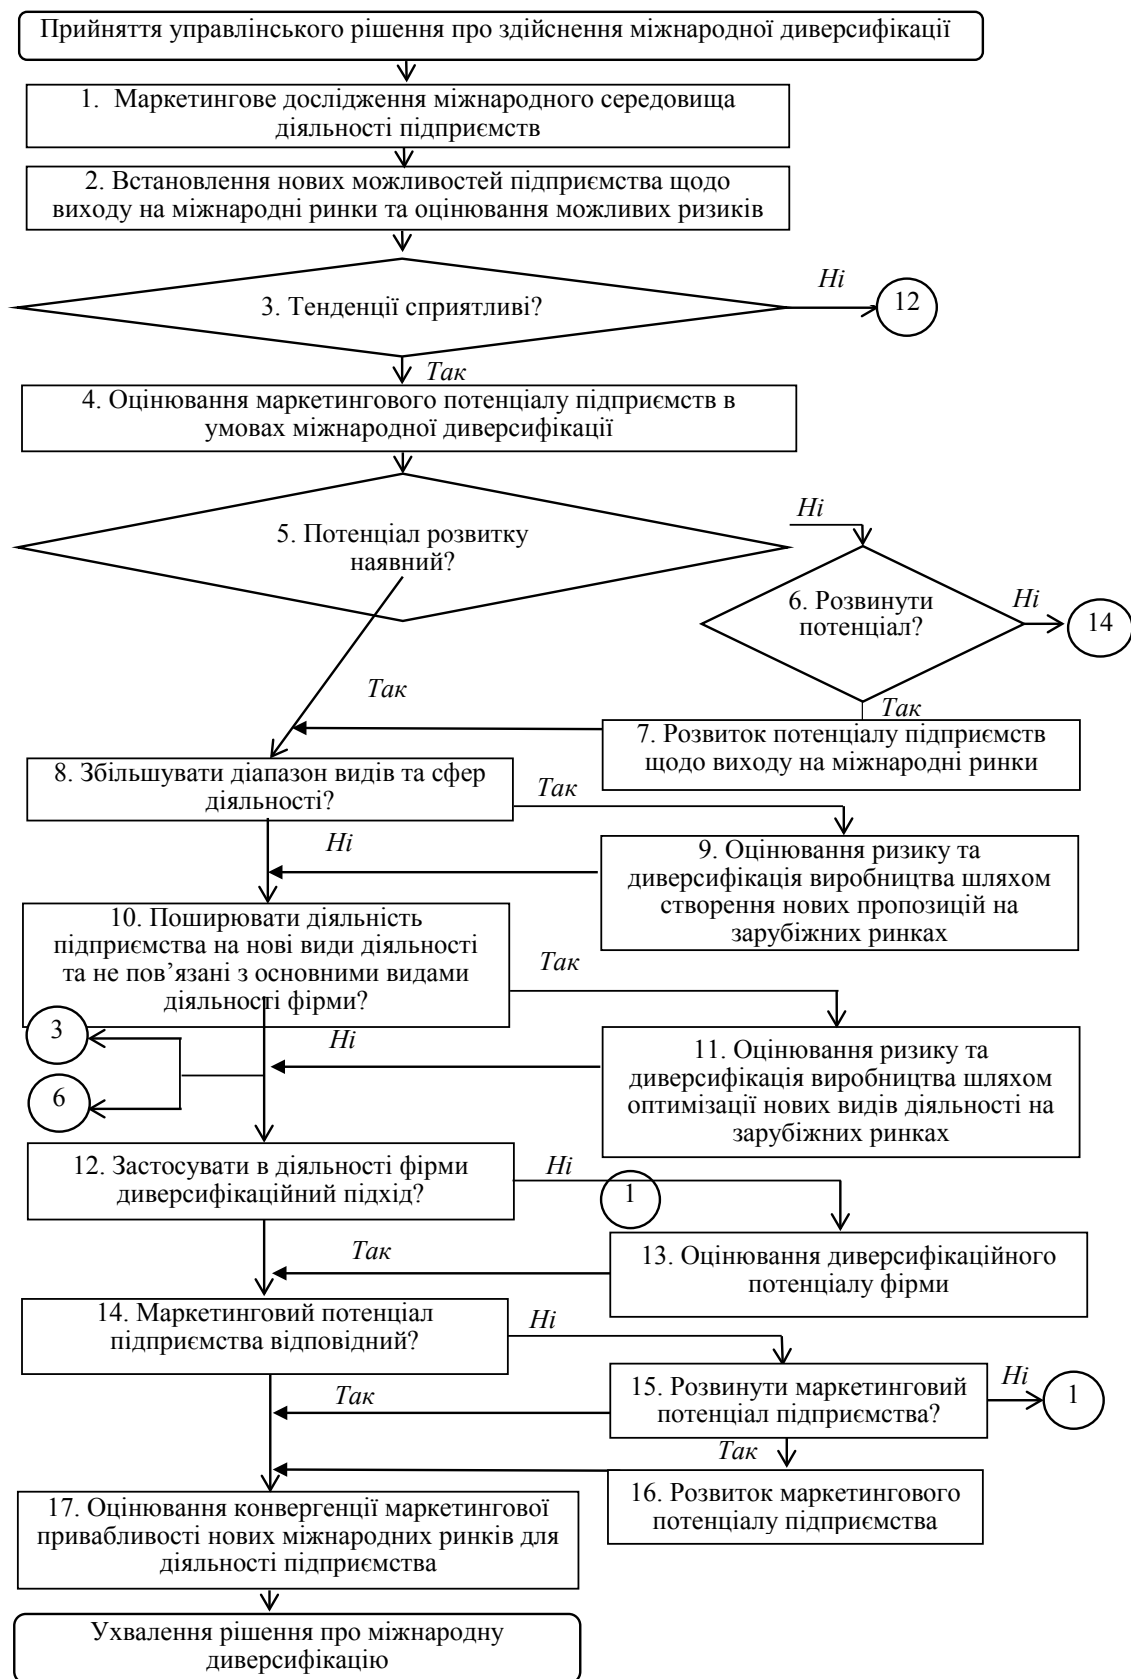 Прийняття управлінського рішення про здійснення міжнародної диверсифікації
1. Маркетингове дослідження міжнародного середовища
діяльності підприємств
2. Встановлення нових можливостей підприємства щодо
виходу на міжнародні ринки та оцінювання можливих ризиків
Ні
3. Тенденції сприятливі?
12
Так
4. Оцінювання маркетингового потенціалу підприємств в
умовах міжнародної диверсифікації
Ні
5. Потенціал розвитку
наявний?
6. Розвинути
потенціал?
Ні
14
Так
Так
7. Розвиток потенціалу підприємств
щодо виходу на міжнародні ринки
8. Збільшувати діапазон видів та сфер
діяльності?
Так
Ні
9. Оцінювання ризику та
диверсифікація виробництва шляхом
створення нових пропозицій на
зарубіжних ринках
10. Поширювати діяльність
підприємства на нові види діяльності
та не пов’язані з основними видами
діяльності фірми?
Так
3
Ні
6
11. Оцінювання ризику та
диверсифікація виробництва шляхом
оптимізації нових видів діяльності на
зарубіжних ринках
12. Застосувати в діяльності фірми
диверсифікаційний підхід?
Ні
1
Так
13. Оцінювання диверсифікаційного
потенціалу фірми
14. Маркетинговий потенціал
підприємства відповідний?
Ні
15. Розвинути маркетинговий
потенціал підприємства?
Ні
1
Так
Так
16. Розвиток маркетингового
потенціалу підприємства
17. Оцінювання конвергенції маркетингової
привабливості нових міжнародних ринків для
діяльності підприємства
Ухвалення рішення про міжнародну
диверсифікацію